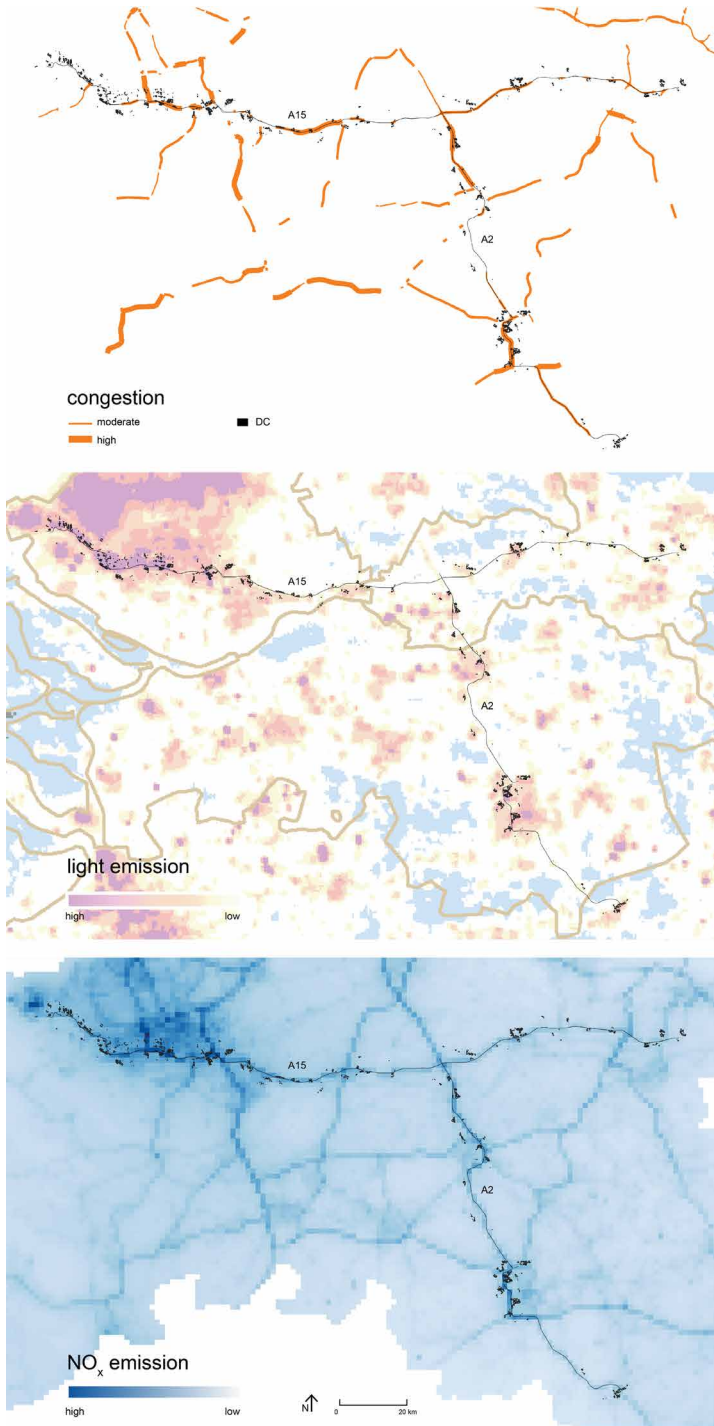 A15
A2
congestion
moderate
DC
high
A15
A2
light emission
high low
A15
A2
NOx emission
high low
N
0 20 km